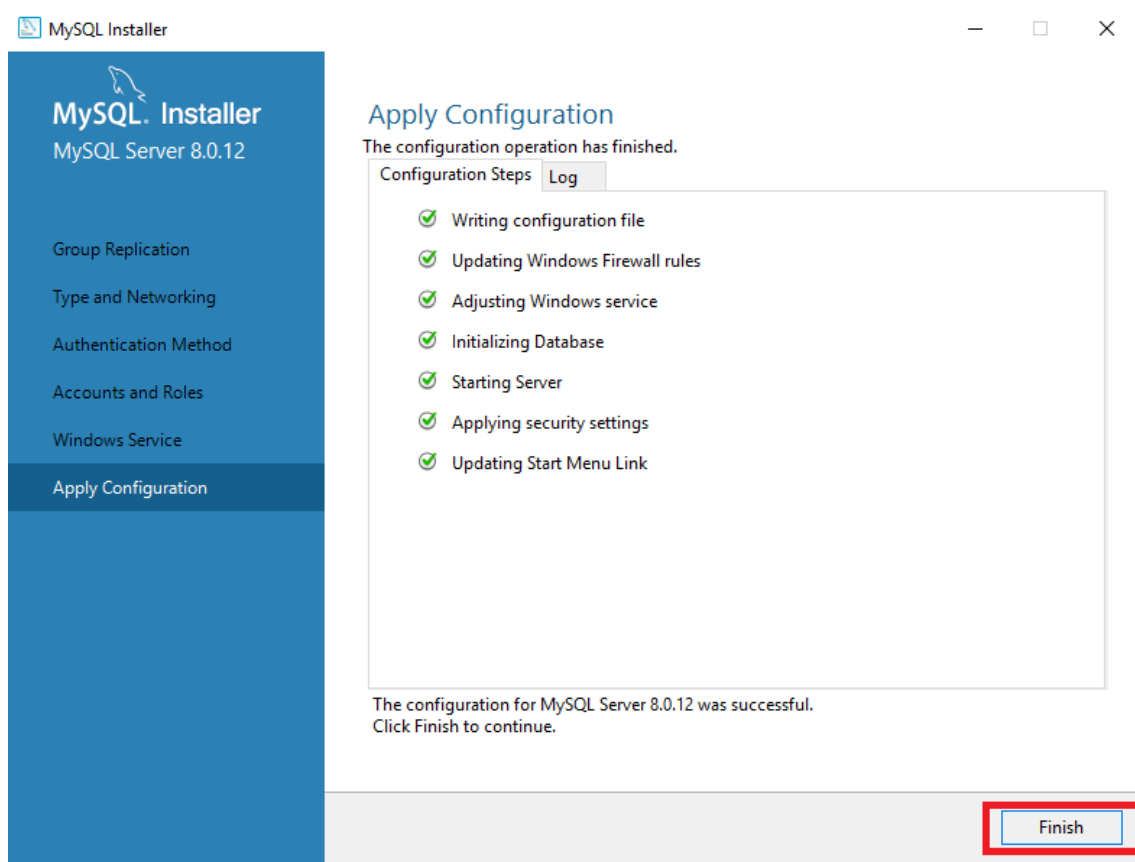 MySQL Installer
MySQL. Installer
MySQL Server 8.0.12
Group Replication
Type and Networking
Authentication Method
Accounts and Roles
Windows Service
Apply Configuration
Apply Configuration
The configuration operation has finished.
Configuration Steps Log
Writing configuration file
Updating Windows Firewall rules
Adjusting Windows service
Initializing Database
Starting Server
Applying security settings
Updating Start Menu Link
The configuration for MySQL Server 8.0.12 was successful.
Click Finish to continue.
Finish